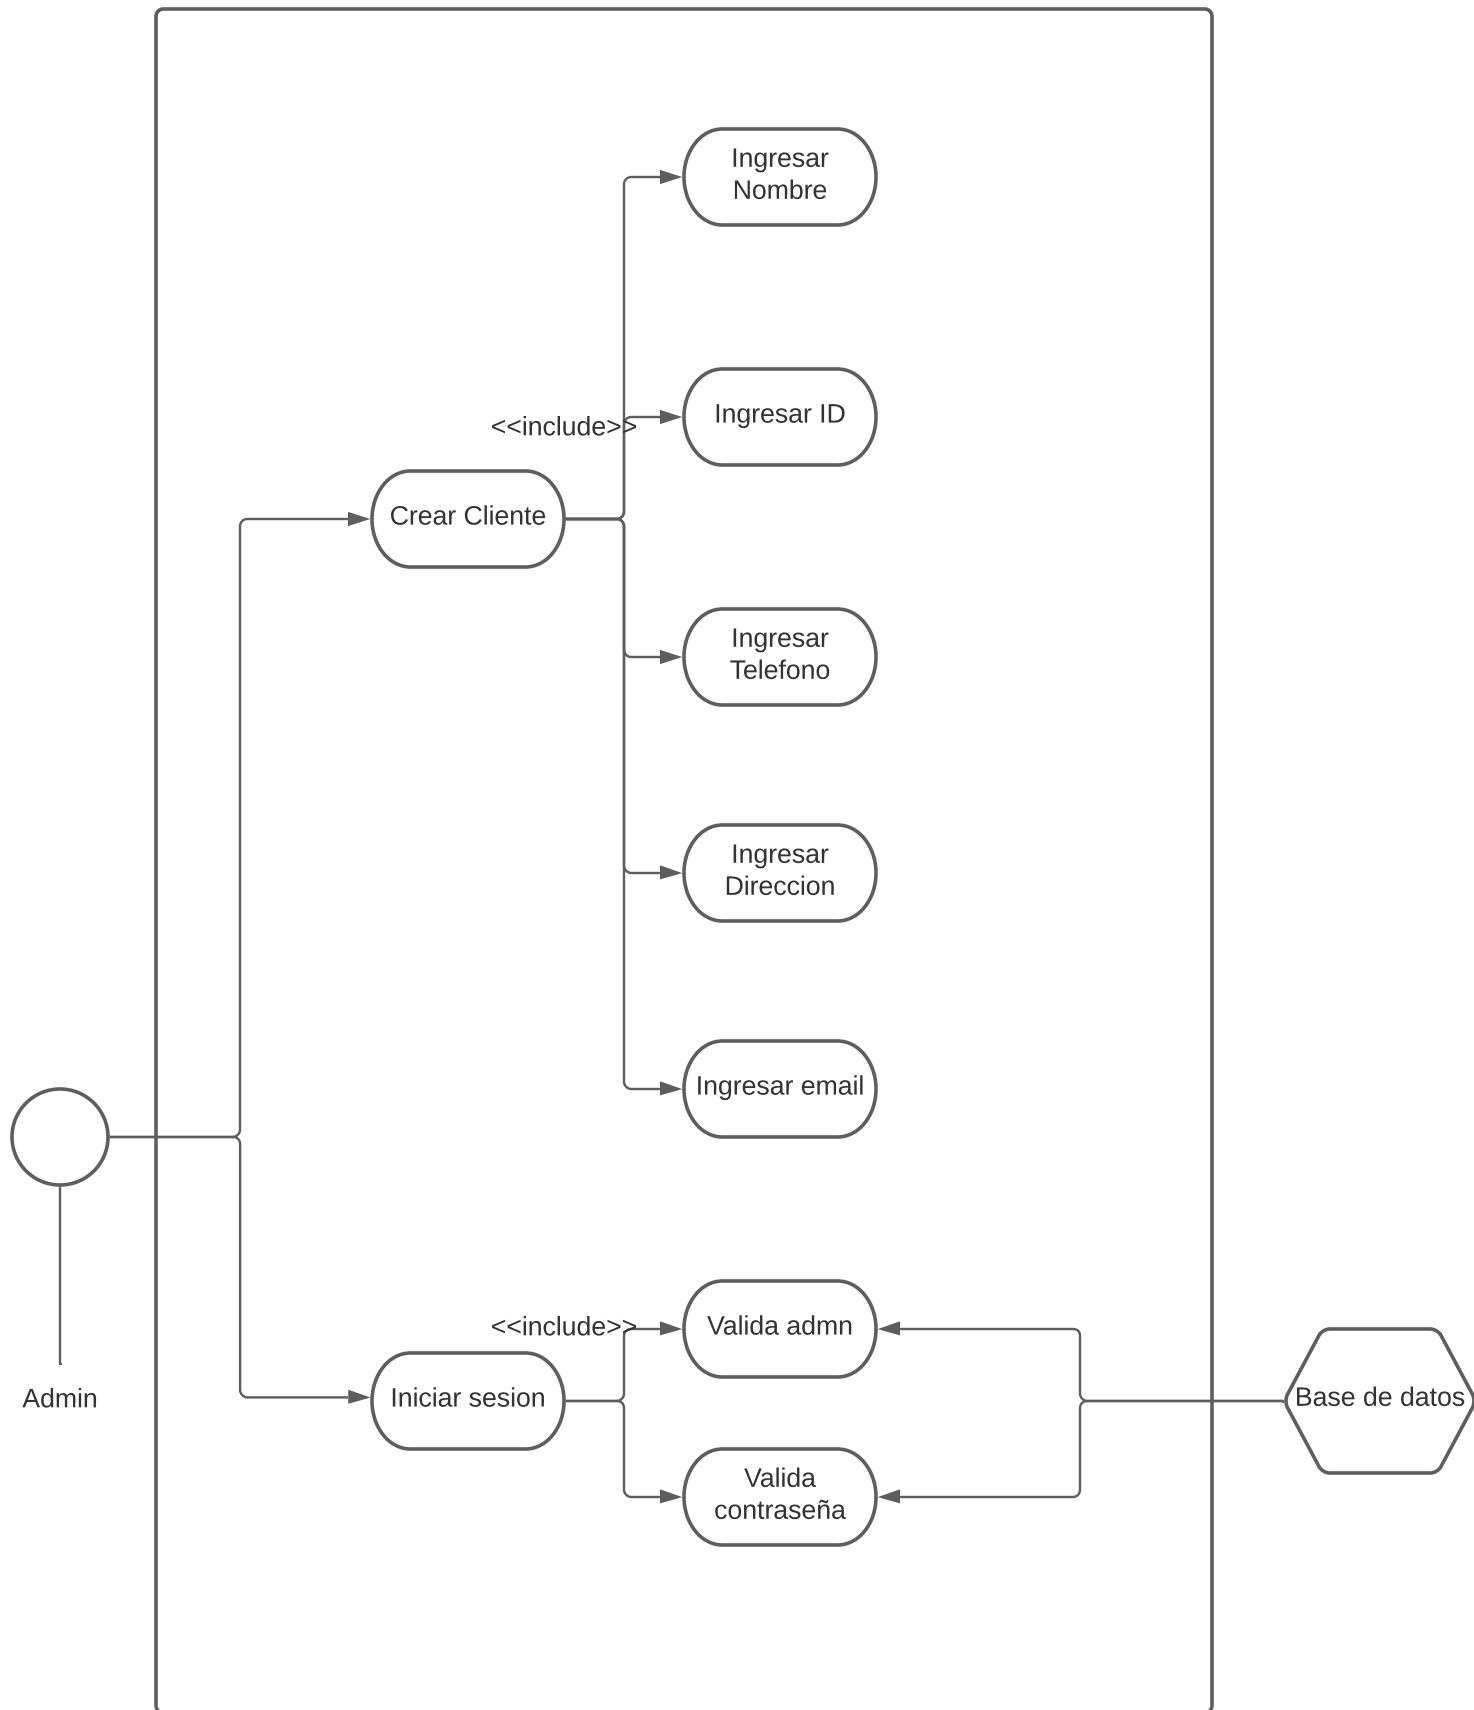 Ingresar
Nombre
<<include>>
Ingresar ID
Crear Cliente
Ingresar
Telefono
Ingresar
Direccion
Ingresar email
<<include>>
Valida admn
Iniciar sesion
Admin
Base de datos
Valida
contraseña